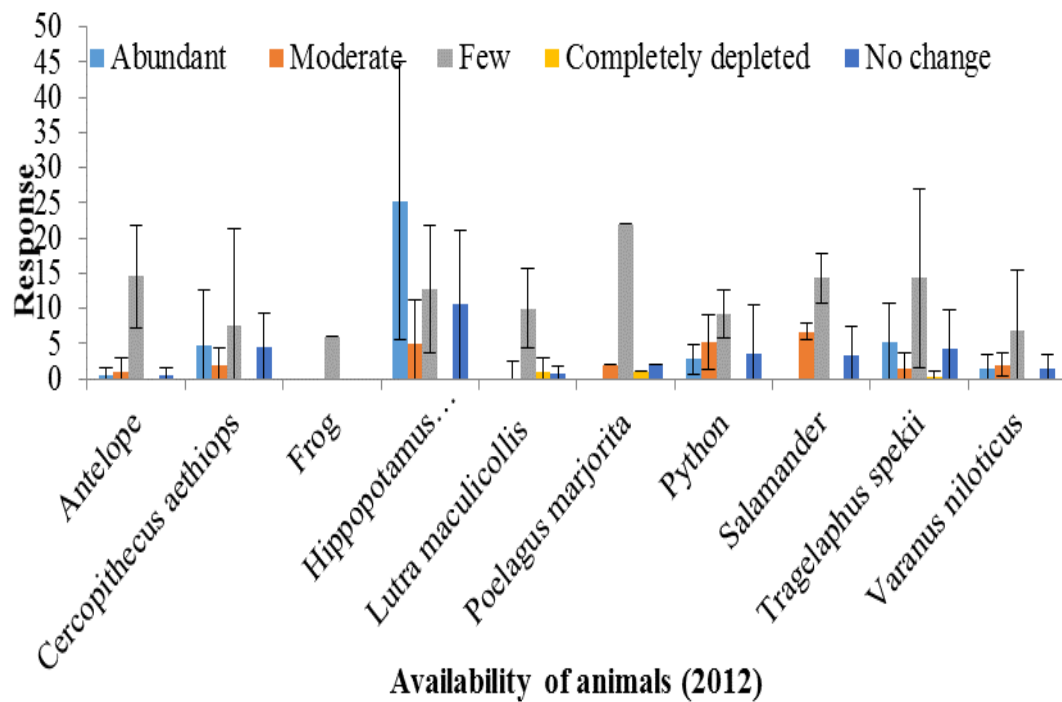 50
45
40
35
30
25
20
15
10
5
0
Response
Abundant Moderate Few Completely depleted No change
Antelope
Cercopithecus aethiops
Frog
Hippopotamus…
Lutra maculicollis
Poelagus marjorita
Python
Salamander
Tragelaphus spekii
Varanus niloticus
Availability of animals (2012)